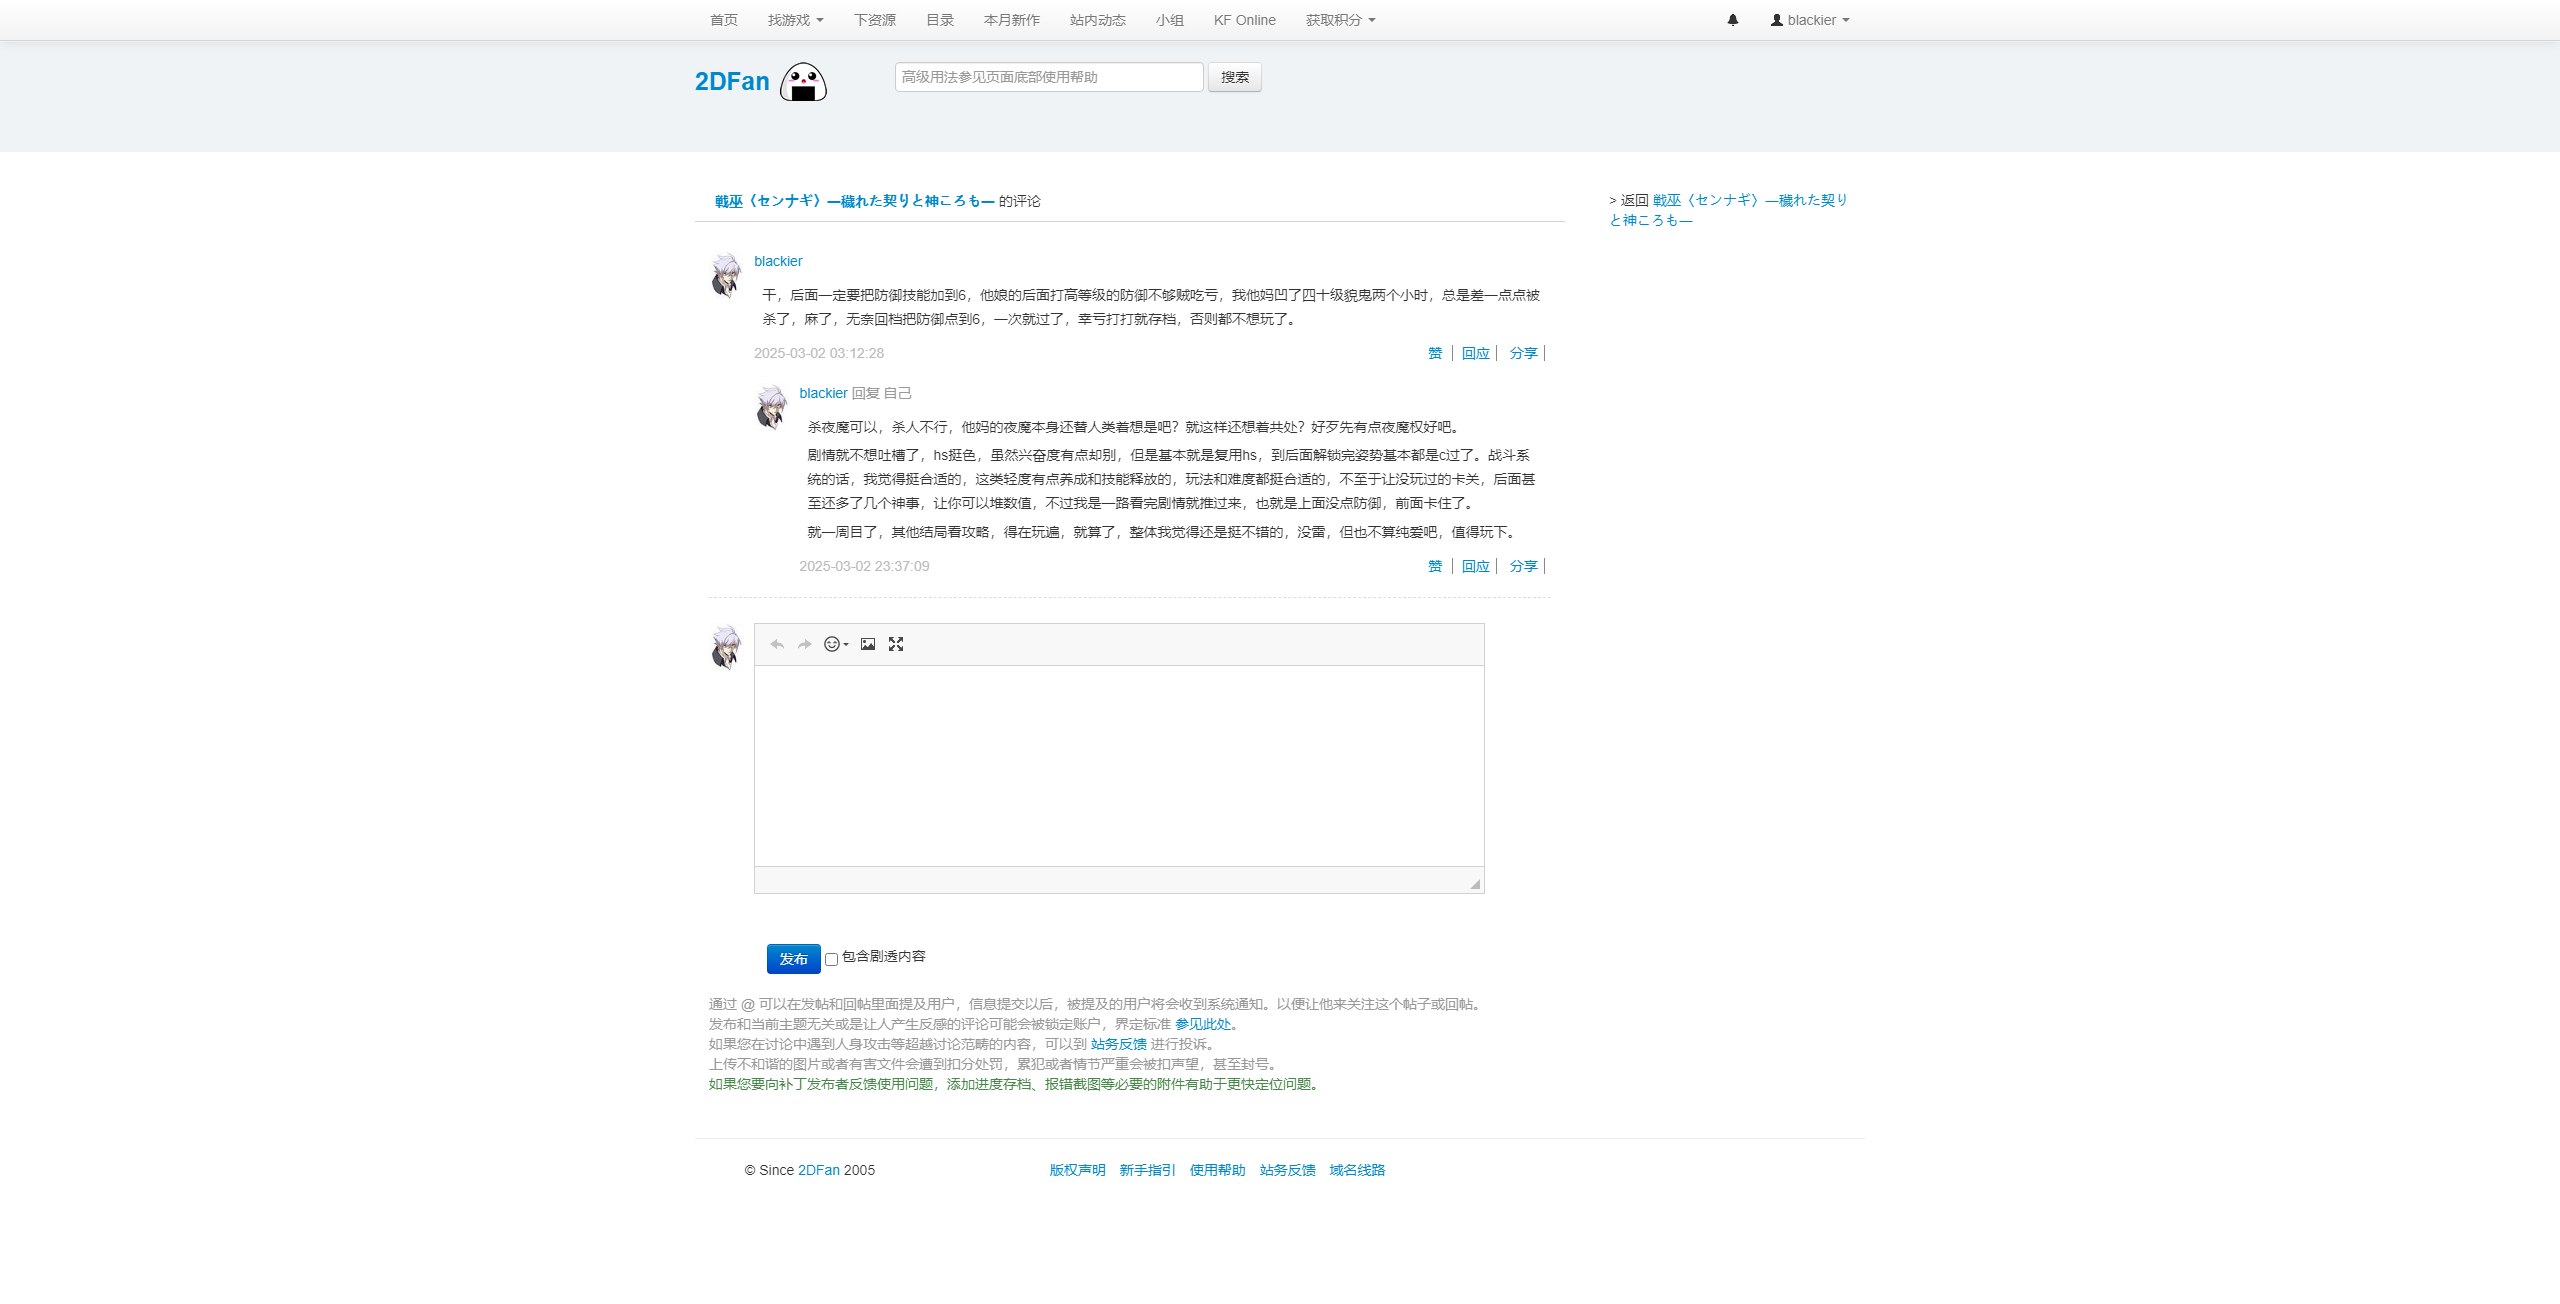 首页 找游戏 下资源 目录 本月新作 站内动态 小组 KF Online 获取积分 blackier
2DFan 高级用法参见页面底部使用帮助 搜索
戦巫〈センナギ〉―穢れた契りと神ころも― 的评论
> 返回 戦巫〈センナギ〉―穢れた契り
と神ころも―
blackier
干，后面一定要把防御技能加到6，他娘的后面打高等级的防御不够贼吃亏，我他妈凹了四十级貌鬼两个小时，总是差一点点被
杀了，麻了，无奈回档把防御点到6，一次就过了，幸亏打打就存档，否则都不想玩了。
2025-03-02 03:12:28 赞 回应 分享
blackier 回复 自己
杀夜魔可以，杀人不行，他妈的夜魔本身还替人类着想是吧？就这样还想着共处？好歹先有点夜魔权好吧。
剧情就不想吐槽了，hs挺色，虽然兴奋度有点却别，但是基本就是复用hs，到后面解锁完姿势基本都是c过了。战斗系
统的话，我觉得挺合适的，这类轻度有点养成和技能释放的，玩法和难度都挺合适的，不至于让没玩过的卡关，后面甚
至还多了几个神事，让你可以堆数值，不过我是一路看完剧情就推过来，也就是上面没点防御，前面卡住了。
就一周目了，其他结局看攻略，得在玩遍，就算了，整体我觉得还是挺不错的，没雷，但也不算纯爱吧，值得玩下。
2025-03-02 23:37:09 赞 回应 分享
发布 包含剧透内容
通过 @ 可以在发帖和回帖里面提及用户，信息提交以后，被提及的用户将会收到系统通知。以便让他来关注这个帖子或回帖。
发布和当前主题无关或是让人产生反感的评论可能会被锁定账户，界定标准 参见此处。
如果您在讨论中遇到人身攻击等超越讨论范畴的内容，可以到 站务反馈 进行投诉。
上传不和谐的图片或者有害文件会遭到扣分处罚，累犯或者情节严重会被扣声望，甚至封号。
如果您要向补丁发布者反馈使用问题，添加进度存档、报错截图等必要的附件有助于更快定位问题。
© Since 2DFan 2005 版权声明 新手指引 使用帮助 站务反馈 域名线路